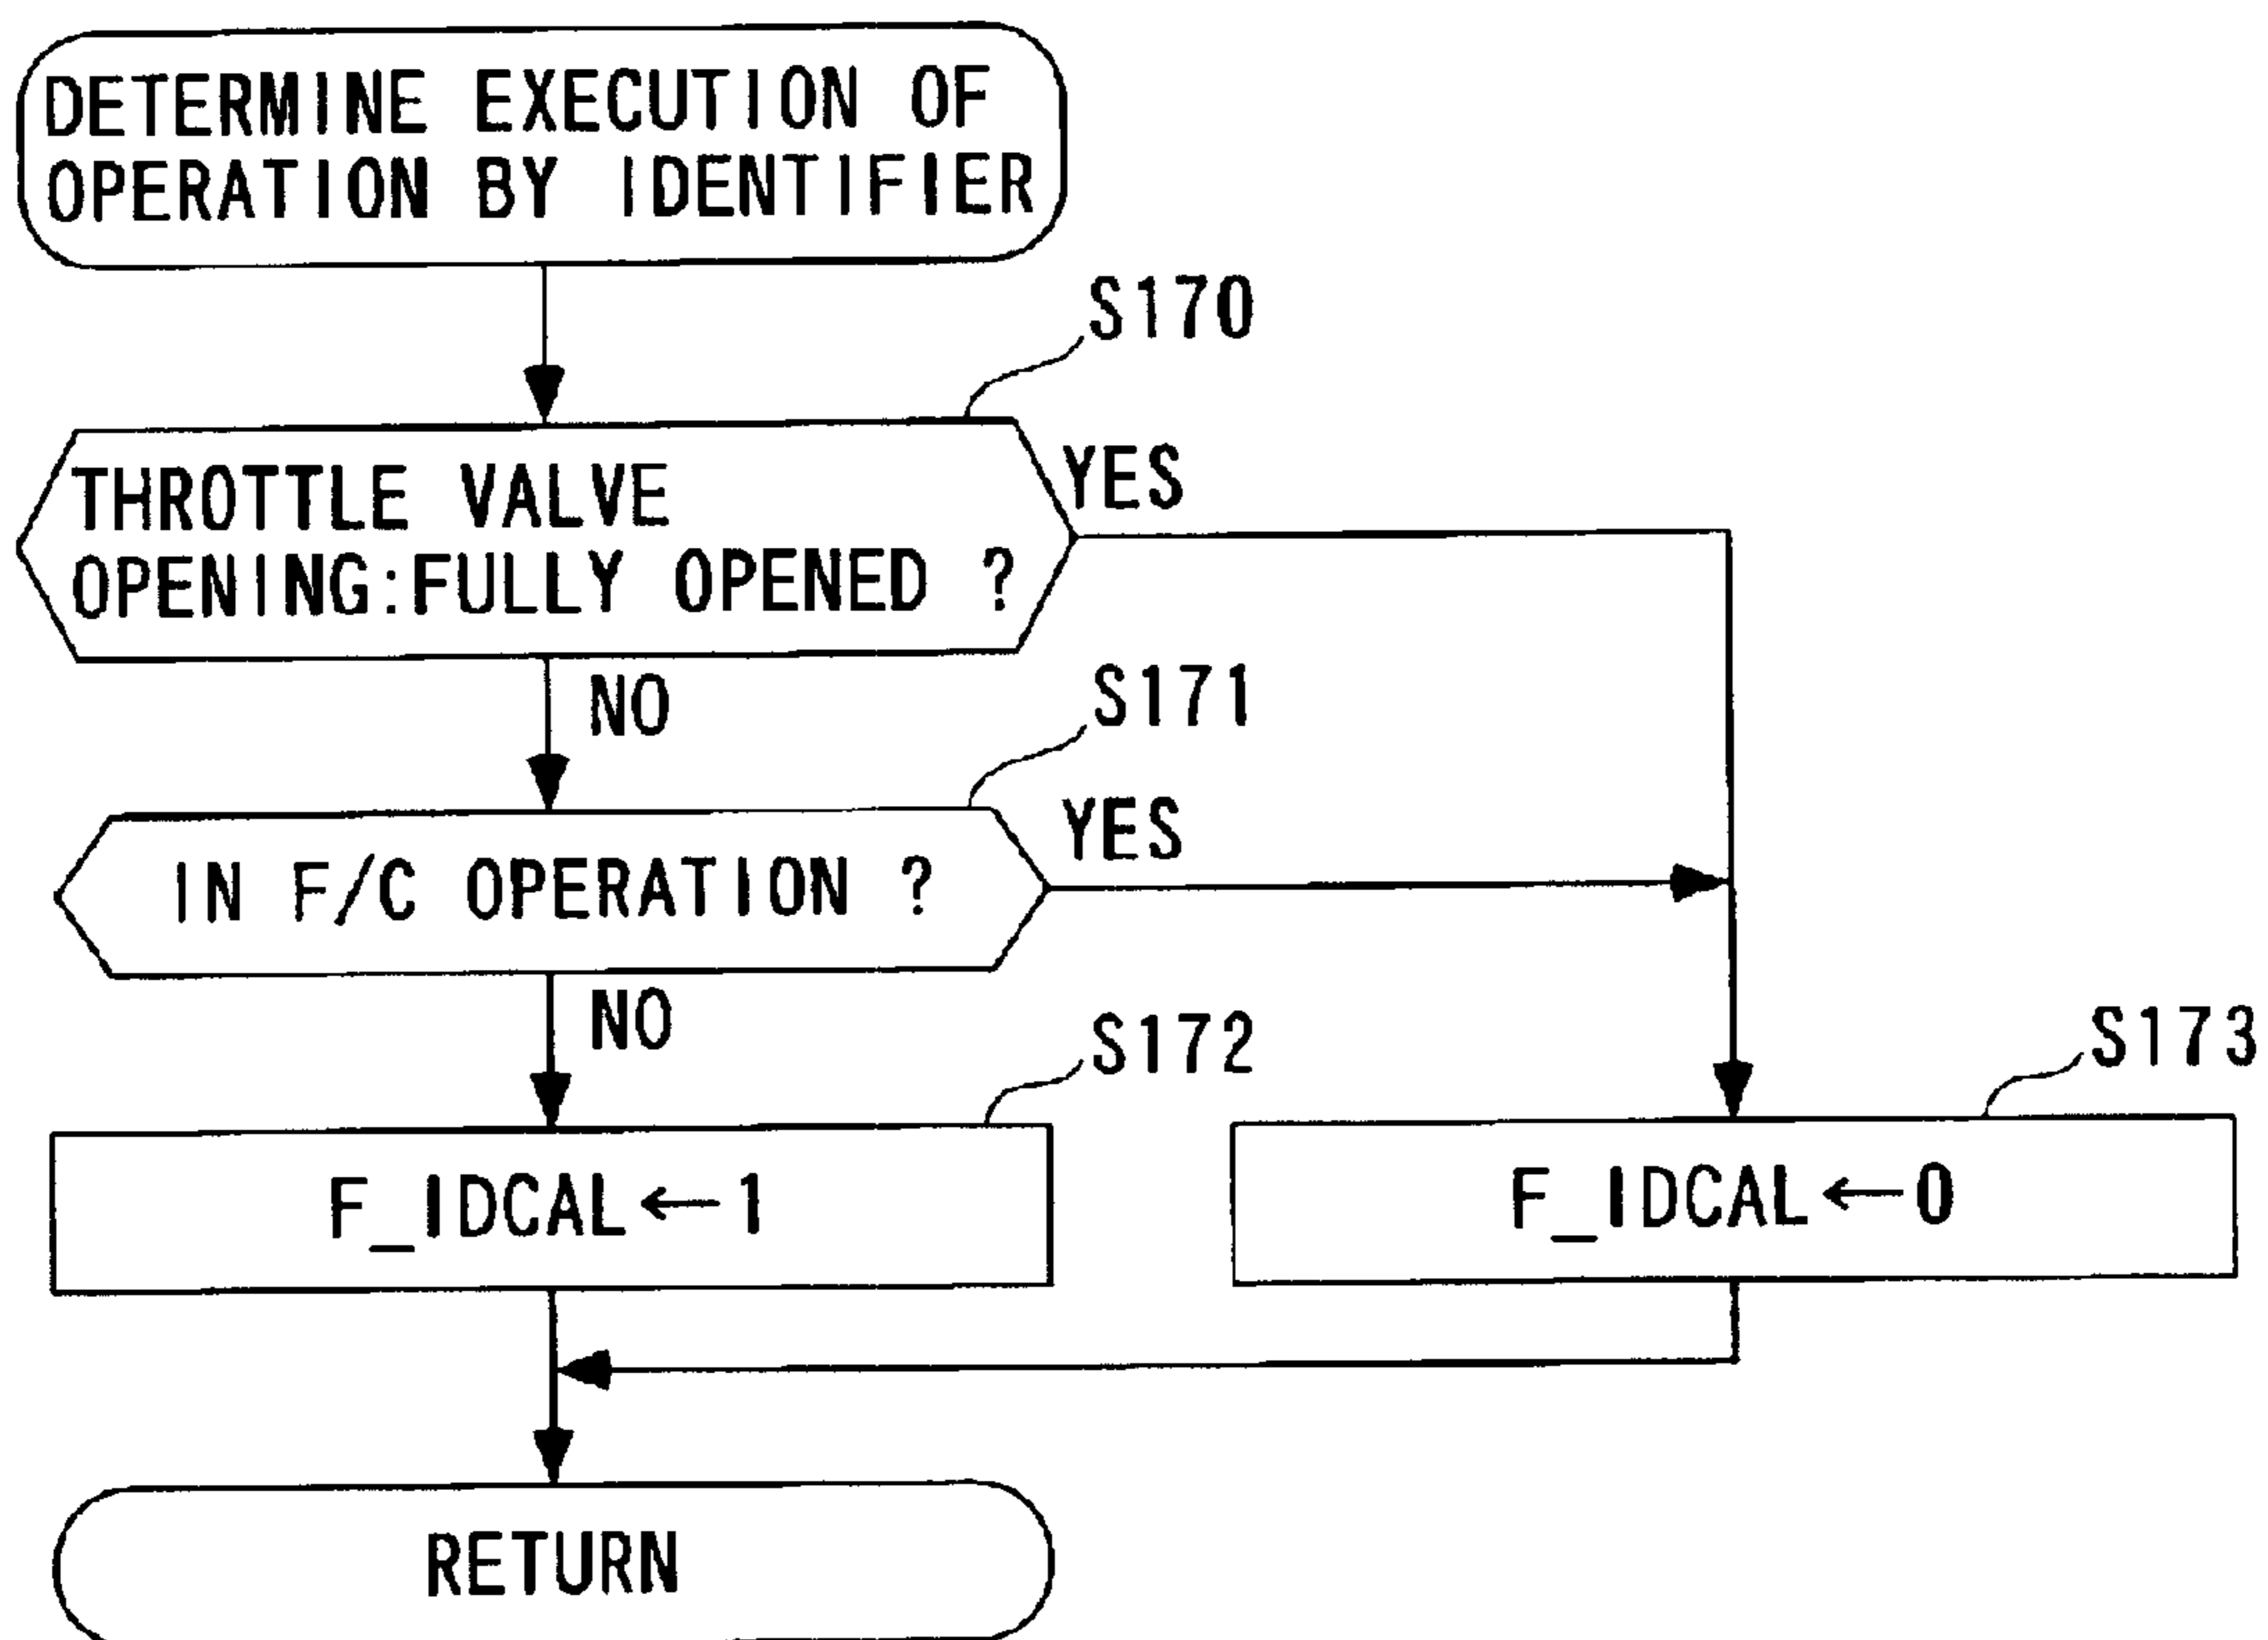 DETERMINE EXECUTION OF
OPERATION BY IDENTIFIER
S170
THROTTLE VALVE
OPENING:FULLY OPENED ?
YES
NO
S171
IN F/C OPERATION ?
YES
NO
S172
F_IDCAL←1
S173
F_IDCAL←0
RETURN